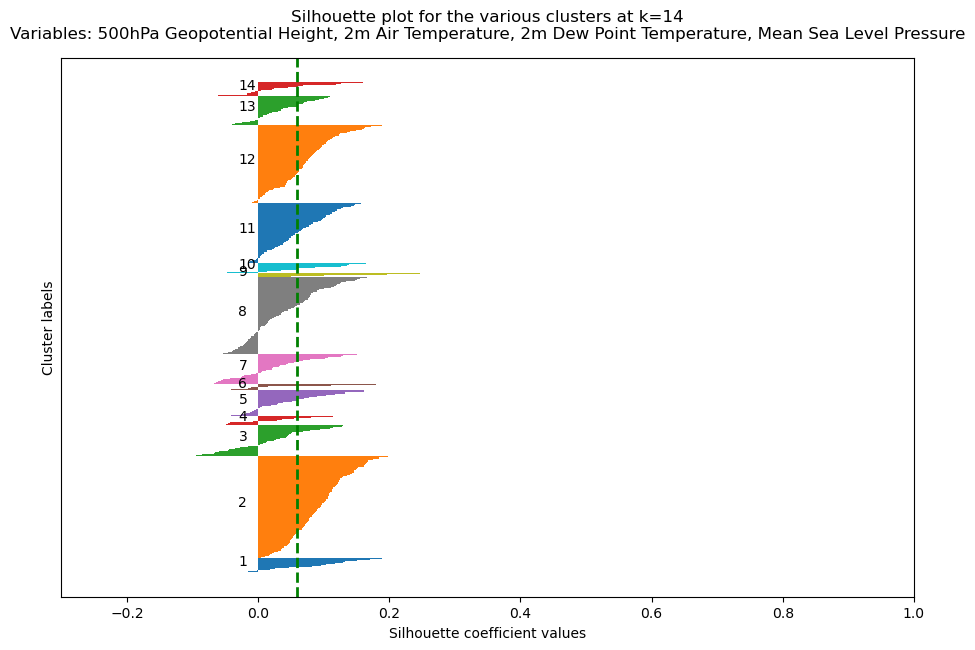 Silhouette plot for the various clusters at k=14
Variables: 500hPa Geopotential Height, 2m Air Temperature, 2m Dew Point Temperature, Mean Sea Level Pressure
14
13
12
11
10
9
8
7
6
5
4
3
2
1
Cluster labels
−0.2 0.0 0.2 0.4 0.6 0.8 1.0
Silhouette coefficient values